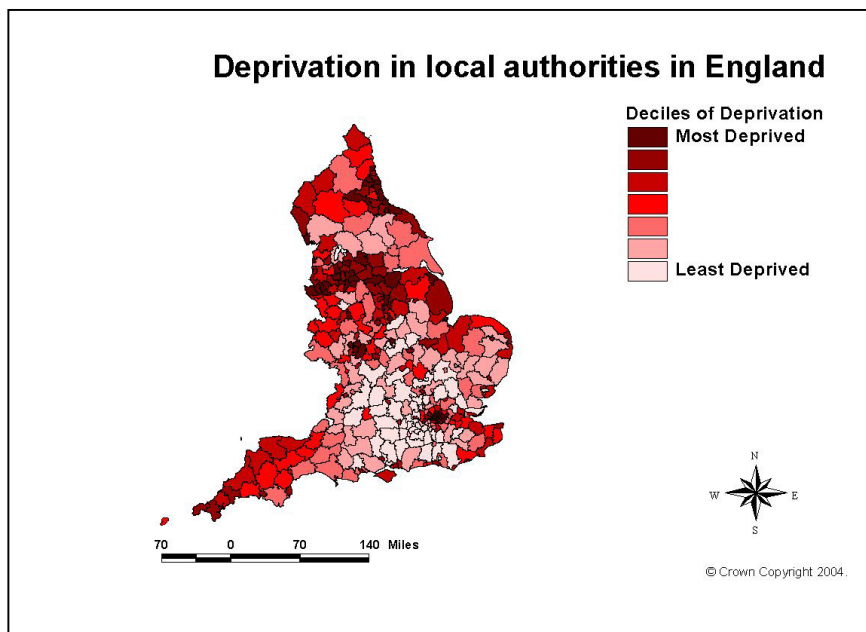 Deprivation in local authorities in England
Deciles of Deprivation
Most Deprived
Least Deprived
N
W
E
S
70 0 70 140 Miles
© Crown Copyright 2004.